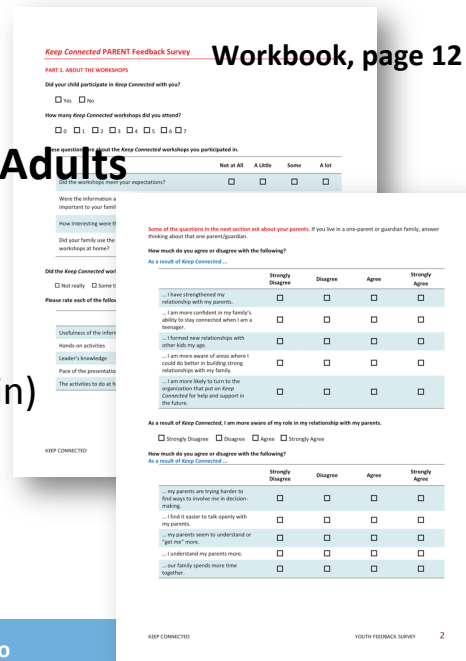 Workbook, page 12
Adults
in)
o
Keep Connected PARENT Feedback Survey
PART 1. ABOUT THE WORKSHOPS
Did your child participate in Keep Connected with you?
☐ Yes ☐ No
How many Keep Connected workshops did you attend?
☐ 0 ☐ 1 ☐ 2 ☐ 3 ☐ 4 ☐ 5 ☐ 6 ☐ 7
These questions are about the Keep Connected workshops you participated in.
Not at All A Little Some A lot
Did the workshops meet your expectations? ☐ ☐ ☐ ☐
Were the information a
important to your famil
How interesting were th
Did your family use the
workshops at home?
Did the Keep Connected wor
☐ Not really ☐ Some t
Please rate each of the follow
Usefulness of the inforn
Hands-on activities
Leader's knowledge
Pace of the presentatio
The activities to do at h
KEEP CONNECTED
Some of the questions in the next section ask about your parents. If you live in a one-parent or guardian family, answer
thinking about that one parent/guardian.
How much do you agree or disagree with the following?
As a result of Keep Connected ...
Strongly Disagree Disagree Agree Strongly Agree
... I have strengthened my
relationship with my parents. ☐ ☐ ☐ ☐
... I am more confident in my family's
ability to stay connected when I am a
teenager. ☐ ☐ ☐ ☐
... I formed new relationships with
other kids my age. ☐ ☐ ☐ ☐
... I am more aware of areas where I
could do better in building strong
relationships with my family. ☐ ☐ ☐ ☐
... I am more likely to turn to the
organization that put on Keep
Connected for help and support in
the future. ☐ ☐ ☐ ☐
As a result of Keep Connected, I am more aware of my role in my relationship with my parents.
☐ Strongly Disagree ☐ Disagree ☐ Agree ☐ Strongly Agree
How much do you agree or disagree with the following?
As a result of Keep Connected ...
Strongly Disagree Disagree Agree Strongly Agree
... my parents are trying harder to
find ways to involve me in decision-
making. ☐ ☐ ☐ ☐
... I find it easier to talk openly with
my parents. ☐ ☐ ☐ ☐
... my parents seem to understand or
"get me" more. ☐ ☐ ☐ ☐
... I understand my parents more. ☐ ☐ ☐ ☐
... our family spends more time
together. ☐ ☐ ☐ ☐
KEEP CONNECTED YOUTH FEEDBACK SURVEY 2